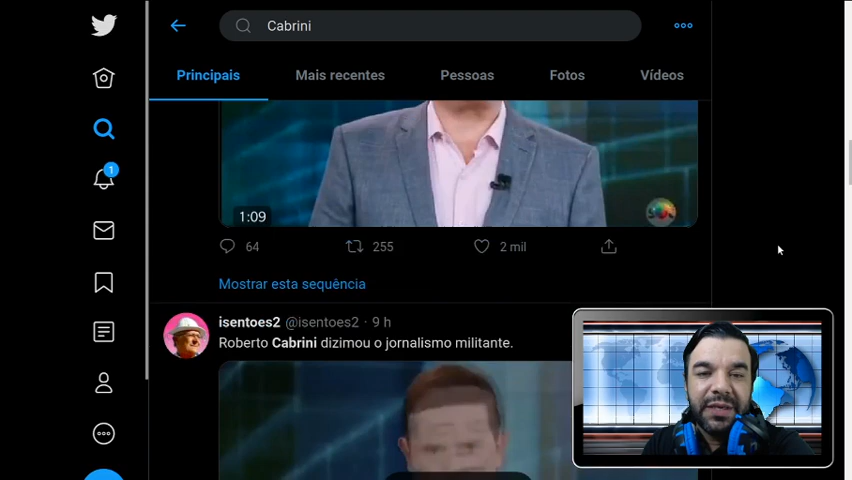 Cabrini
Principais
Mais recentes
Pessoas
Fotos
Vídeos
1
1:09
64
255
2 mil
Mostrar esta sequência
isentoes2 @isentoes2 · 9 h
Roberto Cabrini dizimou o jornalismo militante.